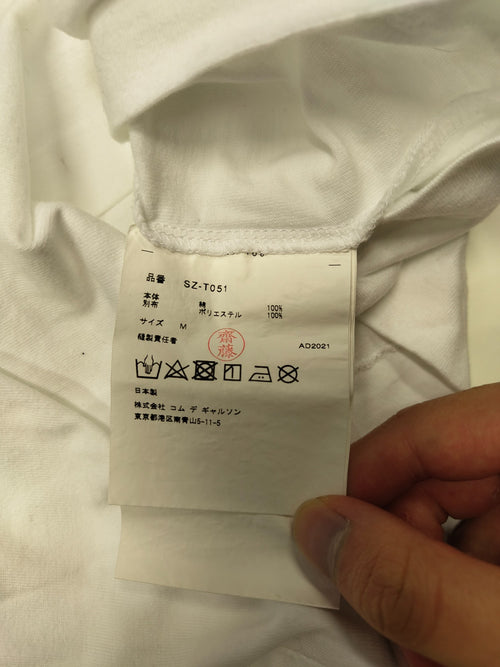 品番 SZ-T051
本体 綿 100%
別布 ポリエステル 100%
サイズ M
縫製責任者 齋藤 AD2021
日本製
株式会社 コム デ ギャルソン
東京都港区南青山5-11-5